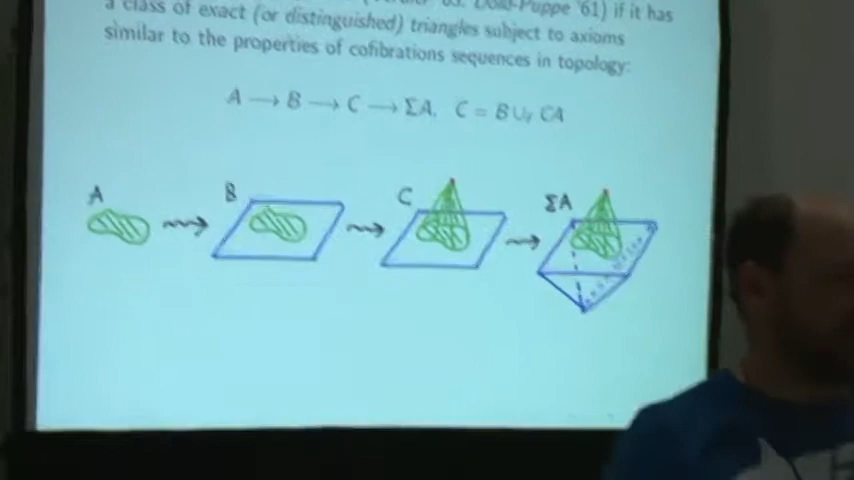 a class of exact (or distinguished) triangles subject to axioms
similar to the properties of cofibrations sequences in topology:
A → B → C → ΣA, C = B ∪f CA
A
B
C
ΣA